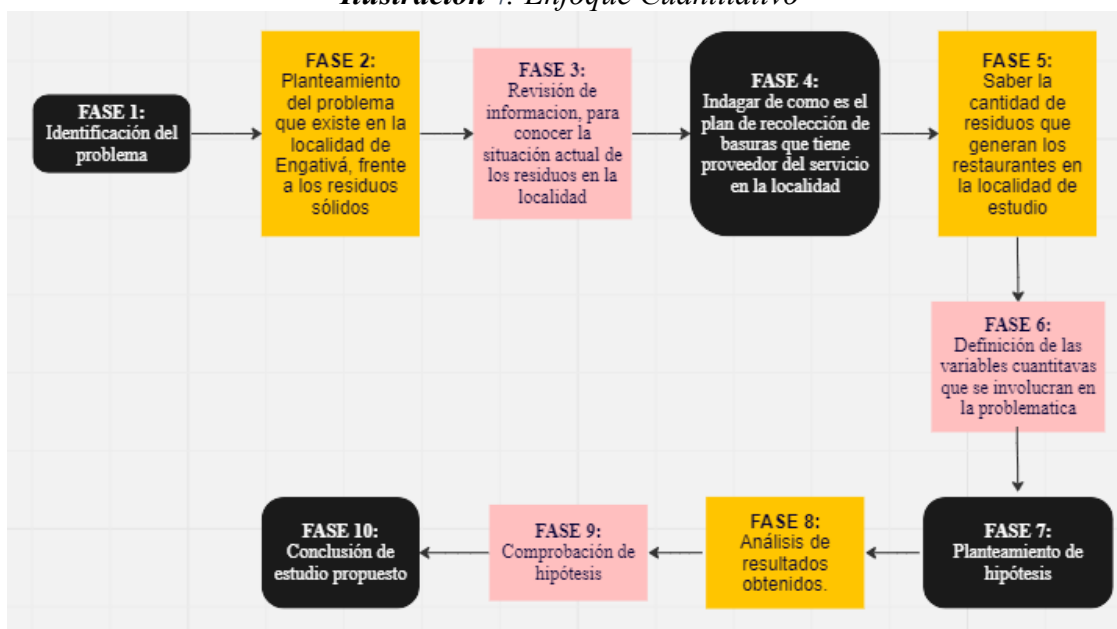 Enfoque Cuantitativo
FASE 1:
Identificación del
problema
FASE 2:
Planteamiento
del problema
que existe en la
localidad de
Engativá, frente
a los residuos
sólidos
FASE 3:
Revisión de
informacion, para
conocer la
situación actual de
los residuos en la
localidad
FASE 4:
Indagar de como es el
plan de recolección de
basuras que tiene
proveedor del servicio
en la localidad
FASE 5:
Saber la
cantidad de
residuos que
generan los
restaurantes en
la localidad de
estudio
FASE 6:
Definición de las
variables cuantitavas
que se involucran en
la problematica
FASE 7:
Planteamiento de
hipótesis
FASE 8:
Análisis de
resultados
obtenidos.
FASE 9:
Comprobación de
hipótesis
FASE 10:
Conclusión de
estudio propuesto